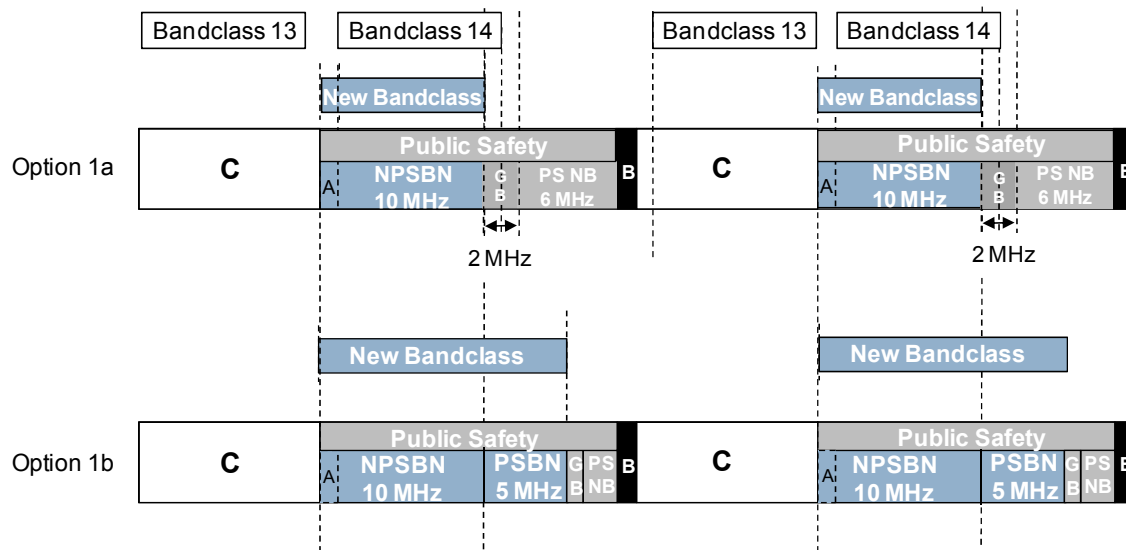 Bandclass 13
Bandclass 14
Bandclass 13
Bandclass 14
New Bandclass
New Bandclass
Option 1a
C
Public Safety
A
NPSBN
10 MHz
G
B
PS NB
6 MHz
B
C
Public Safety
A
NPSBN
10 MHz
G
B
PS NB
6 MHz
B
2 MHz
2 MHz
New Bandclass
New Bandclass
Option 1b
C
Public Safety
A
NPSBN
10 MHz
PSBN
5 MHz
G
B
PS
NB
B
C
Public Safety
A
NPSBN
10 MHz
PSBN
5 MHz
G
B
PS
NB
B